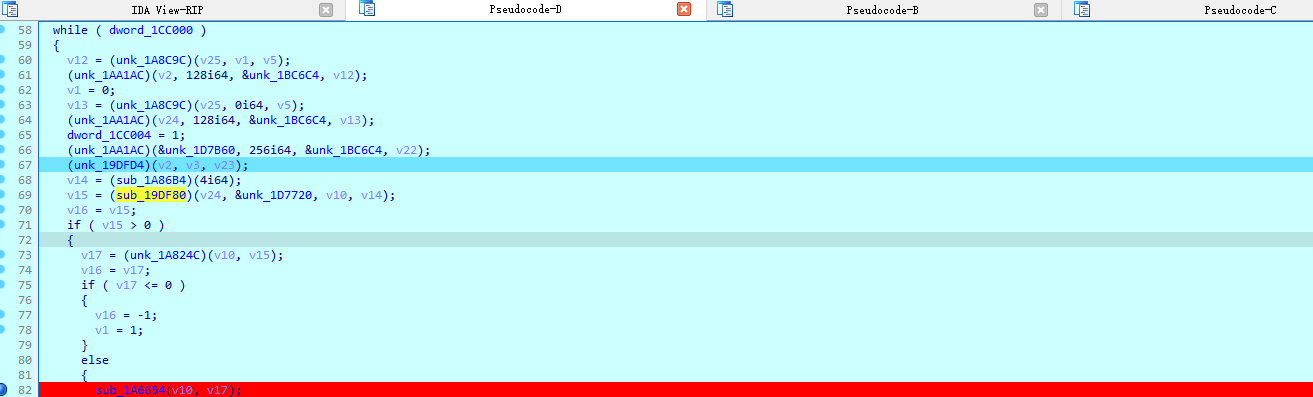 IDA View-RIP Pseudocode-D Pseudocode-B Pseudocode-C
58 while ( dword_1CC000 )
59 {
60 v12 = (unk_1A8C9C)(v25, v1, v5);
61 (unk_1AA1AC)(v2, 128i64, &unk_1BC6C4, v12);
62 v1 = 0;
63 v13 = (unk_1A8C9C)(v25, 0i64, v5);
64 (unk_1AA1AC)(v24, 128i64, &unk_1BC6C4, v13);
65 dword_1CC004 = 1;
66 (unk_1AA1AC)(&unk_1D7B60, 256i64, &unk_1BC6C4, v22);
67 (unk_19DFD4)(v2, v3, v23);
68 v14 = (sub_1A86B4)(4i64);
69 v15 = (sub_19DF80)(v24, &unk_1D7720, v10, v14);
70 v16 = v15;
71 if ( v15 > 0 )
72 {
73 v17 = (unk_1A824C)(v10, v15);
74 v16 = v17;
75 if ( v17 <= 0 )
76 {
77 v16 = -1;
78 v1 = 1;
79 }
80 else
81 {
82 sub_1A6654(v10, v17);